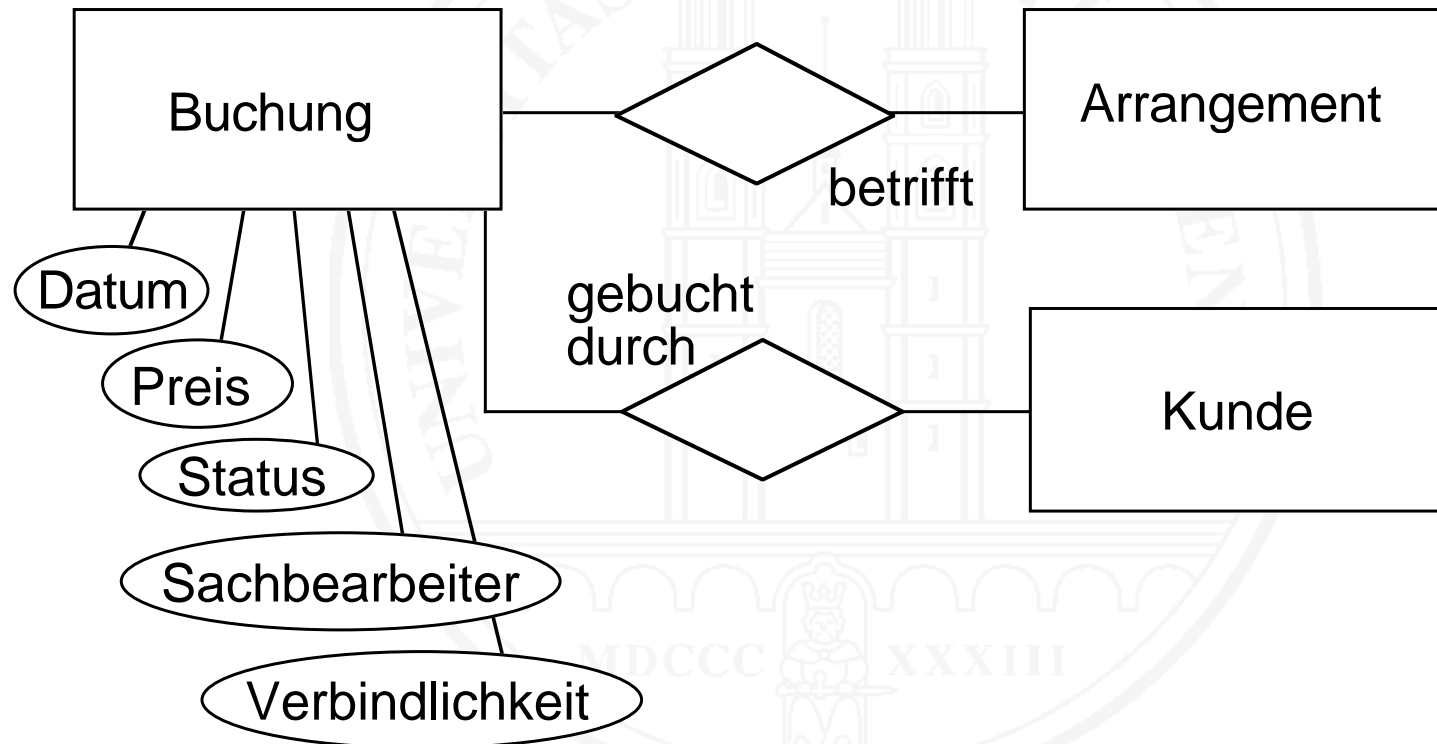 Buchung
Arrangement
betrifft
Datum
gebucht
durch
Preis
Kunde
Status
Sachbearbeiter
Verbindlichkeit
MDCCC XXXIII